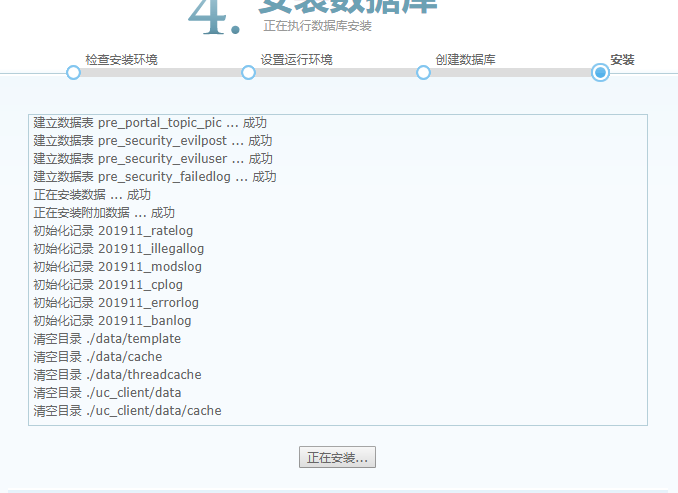 4. 安装数据库
正在执行数据库安装
检查安装环境 设置运行环境 创建数据库 安装
建立数据表 pre_portal_topic_pic ... 成功
建立数据表 pre_security_evilpost ... 成功
建立数据表 pre_security_eviluser ... 成功
建立数据表 pre_security_failedlog ... 成功
正在安装数据 ... 成功
正在安装附加数据 ... 成功
初始化记录 201911_ratelog
初始化记录 201911_illegallog
初始化记录 201911_modslog
初始化记录 201911_cplog
初始化记录 201911_errorlog
初始化记录 201911_banlog
清空目录 ./data/template
清空目录 ./data/cache
清空目录 ./data/threadcache
清空目录 ./uc_client/data
清空目录 ./uc_client/data/cache
正在安装...